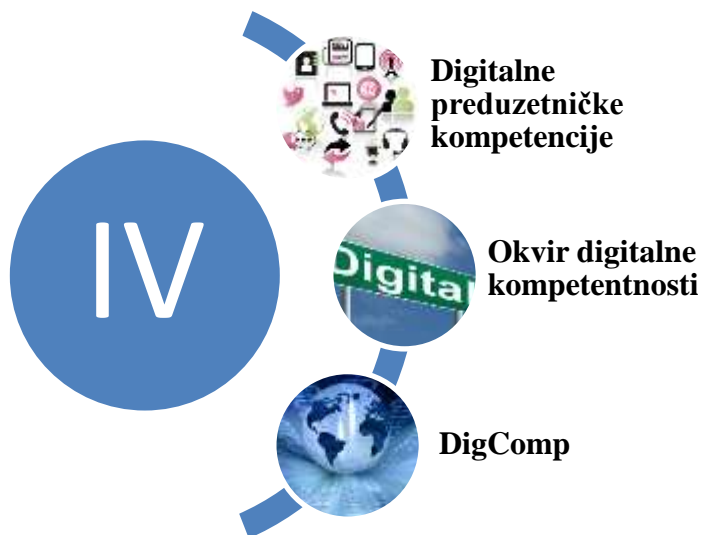 IV
Digitalne
preduzetničke
kompetencije
Digital
Okvir digitalne
kompetentnosti
DigComp